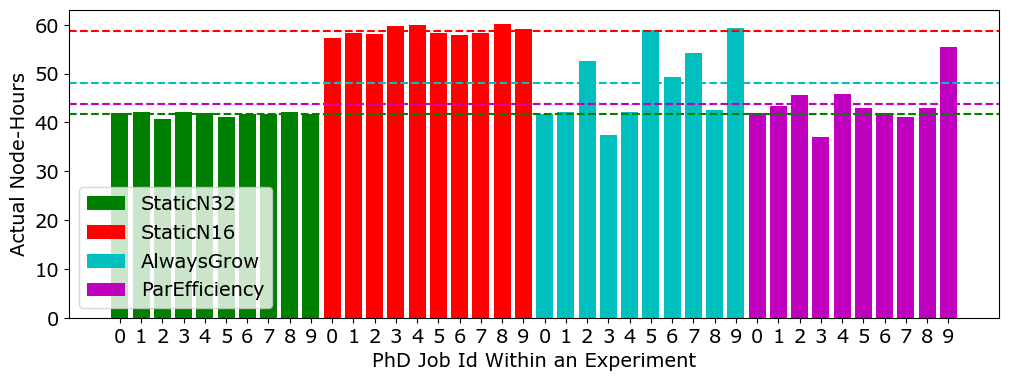 Actual Node-Hours
60
50
40
30
20
10
0
StaticN32
StaticN16
AlwaysGrow
ParEfficiency
0 1 2 3 4 5 6 7 8 9 0 1 2 3 4 5 6 7 8 9 0 1 2 3 4 5 6 7 8 9 0 1 2 3 4 5 6 7 8 9
PhD Job Id Within an Experiment